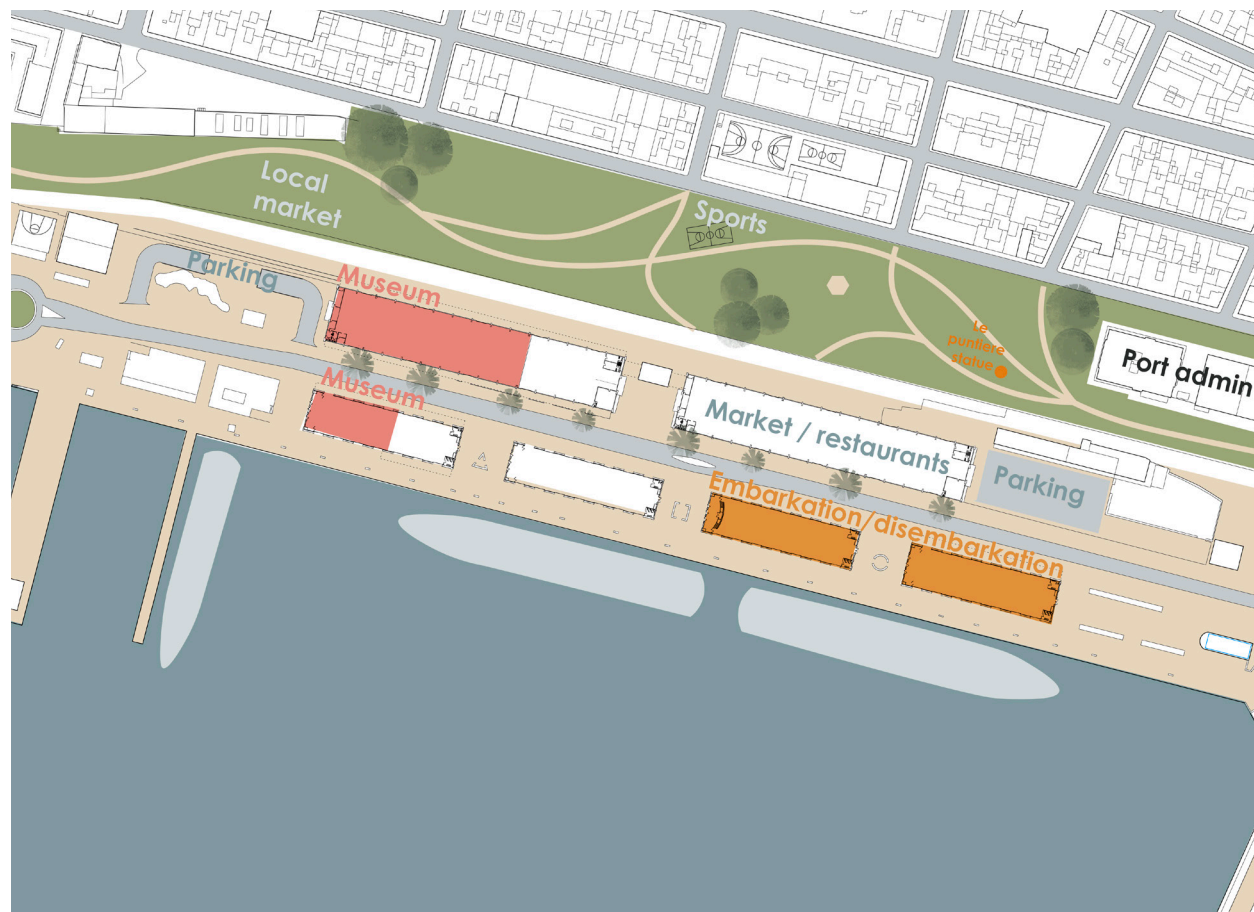 Local
market
Sports
Parking
Museum
Le
puntiere
statue
Port admin
Museum
Market / restaurants
Parking
Embarkation/disembarkation